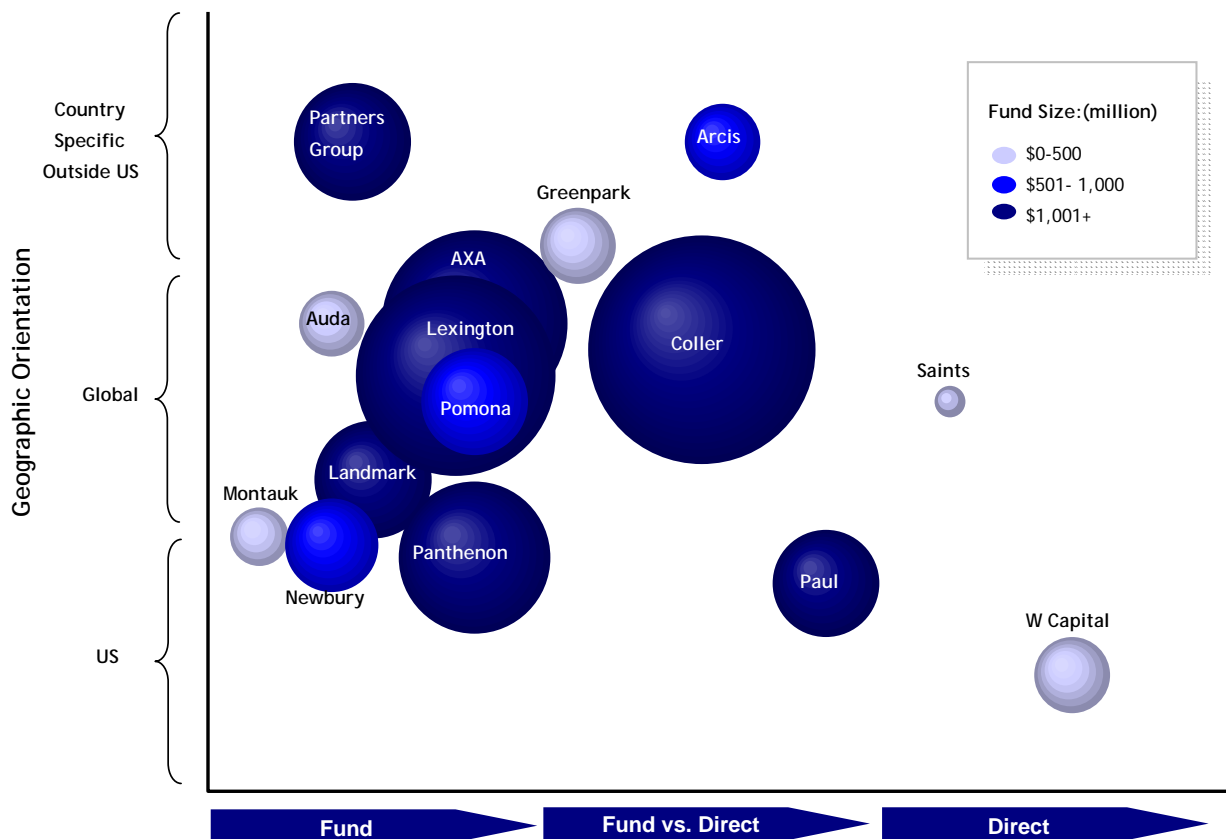 Country
Specific
Outside US
Partners
Group
Arcis
Fund Size:(million)
$0-500
$501- 1,000
$1,001+
Greenpark
AXA
Geographic Orientation
Auda
Lexington
Coller
Global
Pomona
Saints
Landmark
Montauk
Panthenon
Newbury
Paul
W Capital
US
Fund
Fund vs. Direct
Direct